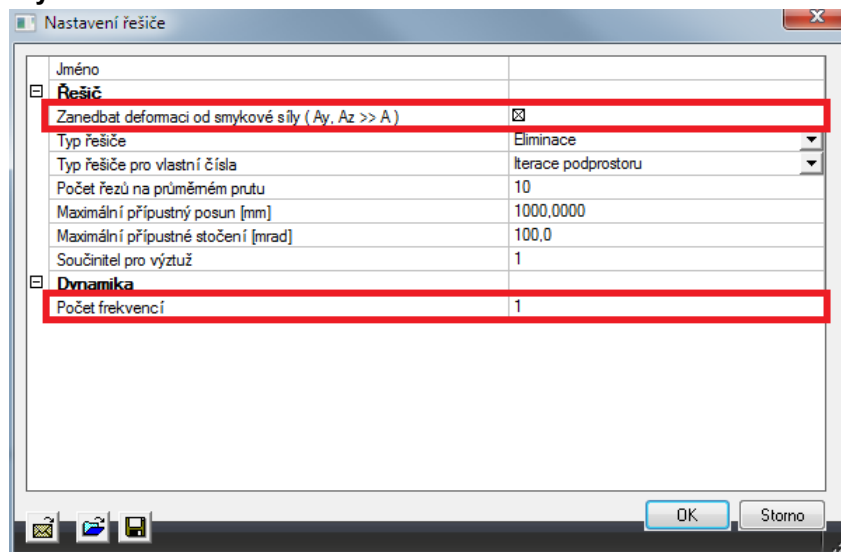 Nastavení řešiče
Jméno
Řešič
Zanedbat deformaci od smykové síly ( Ay, Az >> A )
Typ řešiče Eliminace
Typ řešiče pro vlastní čísla Iterace podprostoru
Počet řezů na průměrném prutu 10
Maximální přípustný posun [mm] 1000,0000
Maximální přípustné stočení [mrad] 100,0
Součinitel pro výztuž 1
Dynamika
Počet frekvencí 1
OK Storno